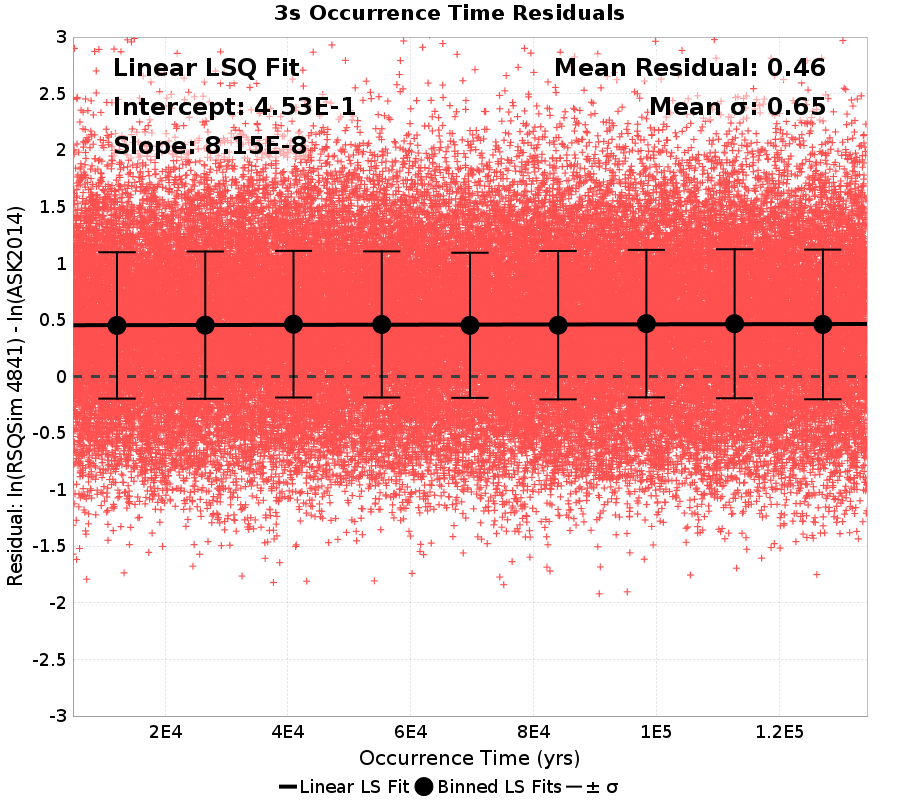 3s Occurrence Time Residuals
Linear LSQ Fit
Intercept: 4.53E-1
Slope: 8.15E-8
Mean Residual: 0.46
Mean σ: 0.65
Residual: ln(RSQSim 4841) - ln(ASK2014)
3
2.5
2
1.5
1
0.5
0
-0.5
-1
-1.5
-2
-2.5
-3
2E4 4E4 6E4 8E4 1E5 1.2E5
Occurrence Time (yrs)
Linear LS Fit Binned LS Fits ± σ